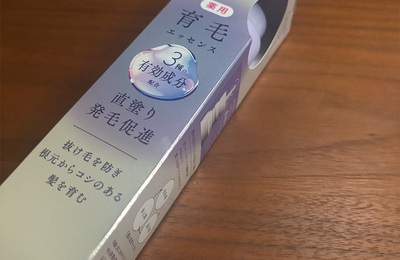 薬用
育毛
エッセンス
3種の
有効成分
配合
直塗り
発毛促進
抜け毛を防ぎ
根元からコシのある
髪を育む